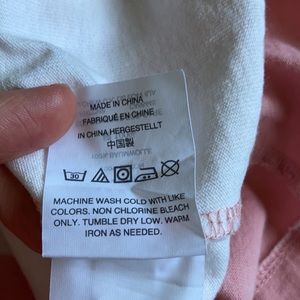 MADE IN CHINA
FABRIQUÉ EN CHINE
IN CHINA HERGESTELLT
中国製
30
MACHINE WASH COLD WITH LIKE
COLORS. NON CHLORINE BLEACH
ONLY. TUMBLE DRY LOW. WARM
IRON AS NEEDED.